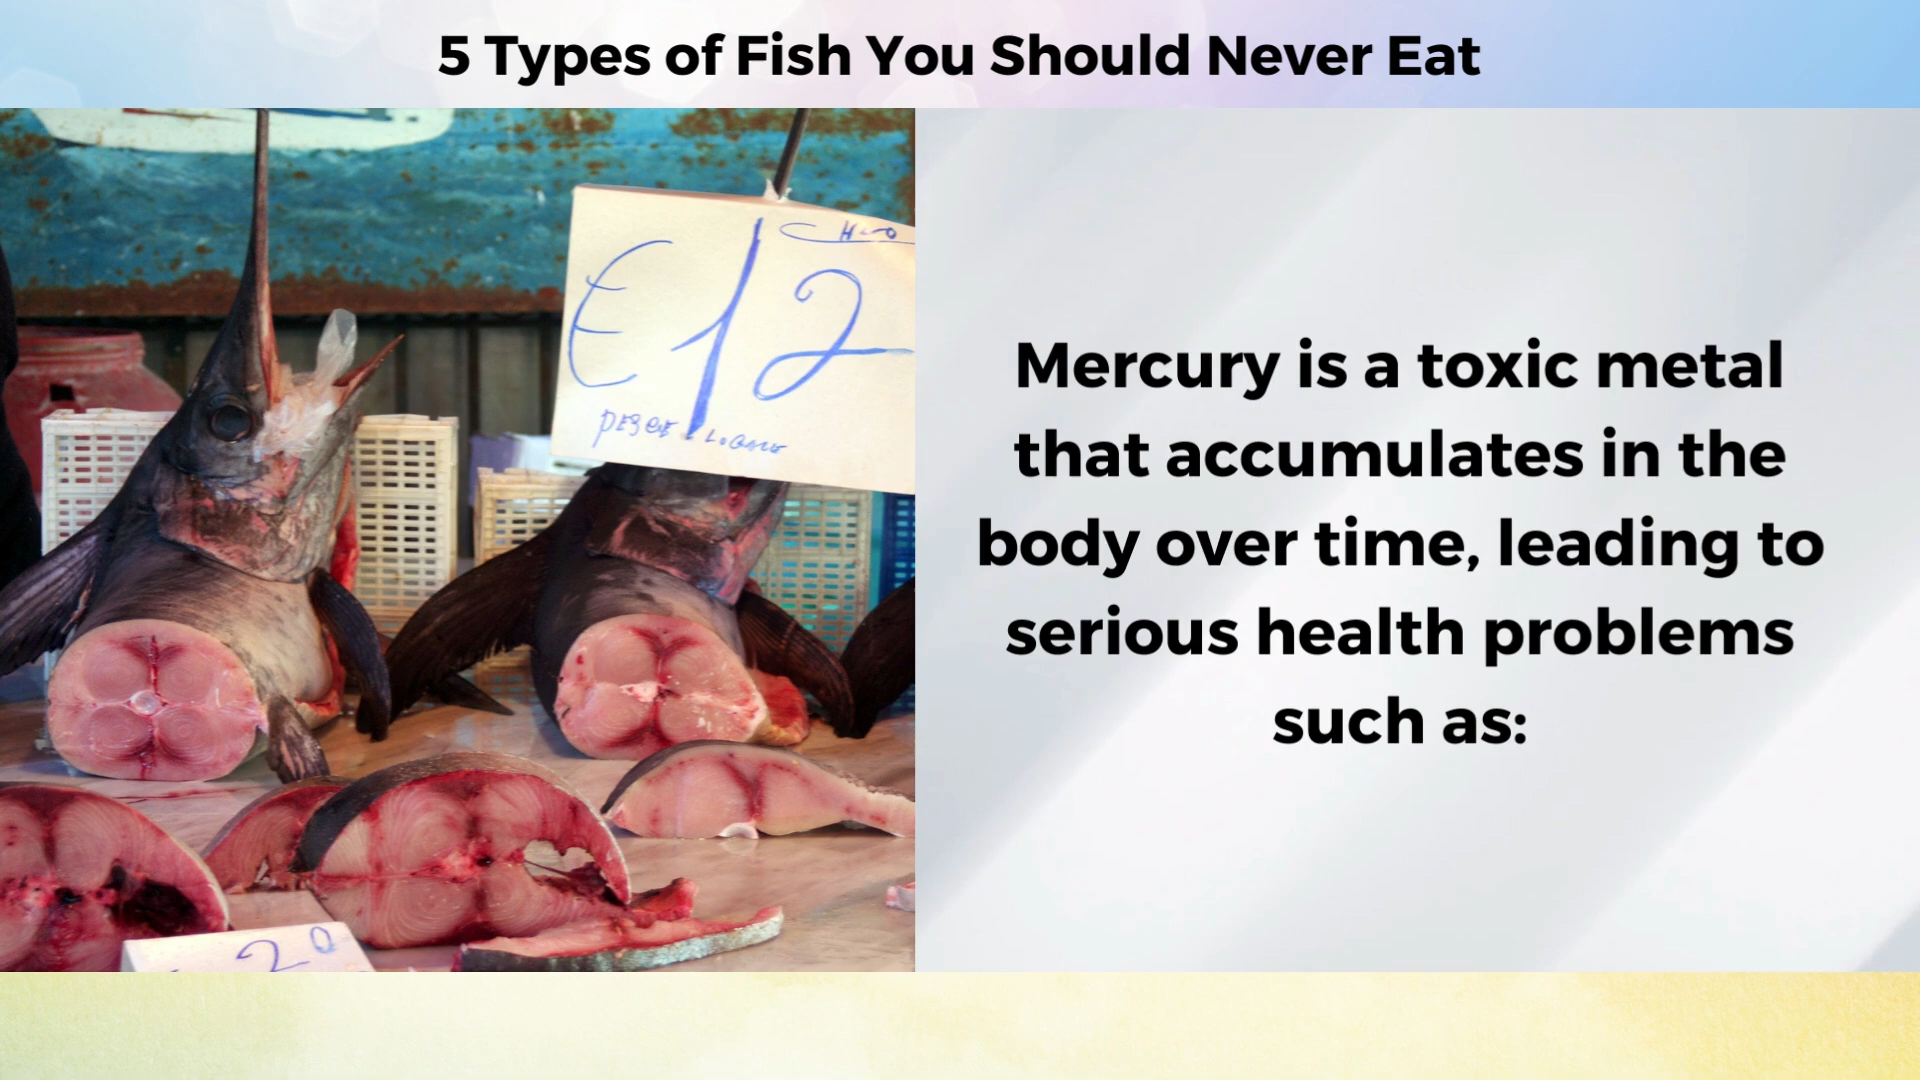 5 Types of Fish You Should Never Eat
€12
Mercury is a toxic metal
that accumulates in the
body over time, leading to
serious health problems
such as:
20